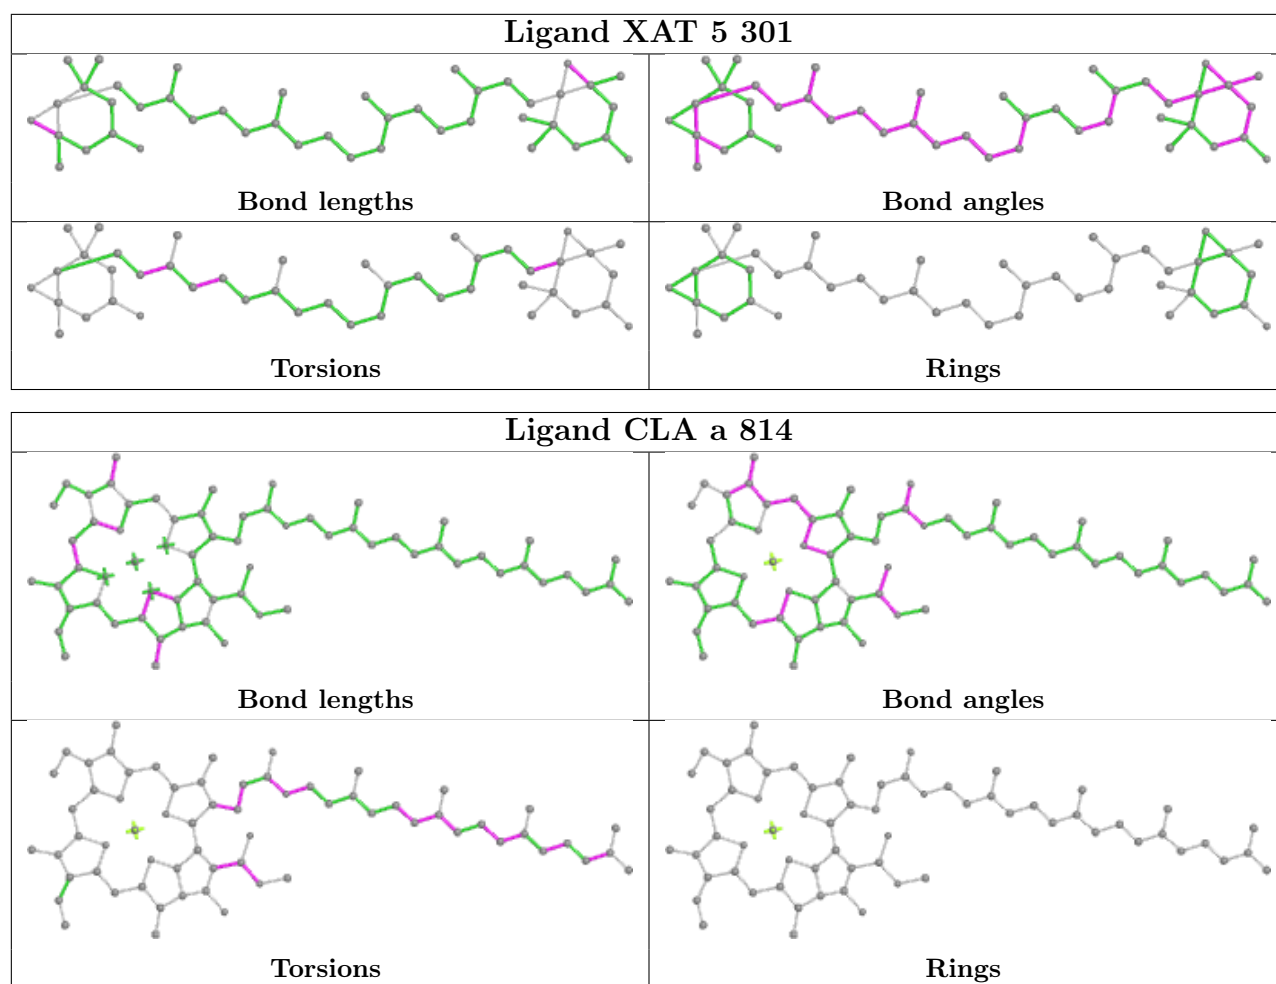 Ligand XAT 5 301
Bond lengths
Bond angles
Torsions
Rings
Ligand CLA a 814
Bond lengths
Bond angles
Torsions
Rings